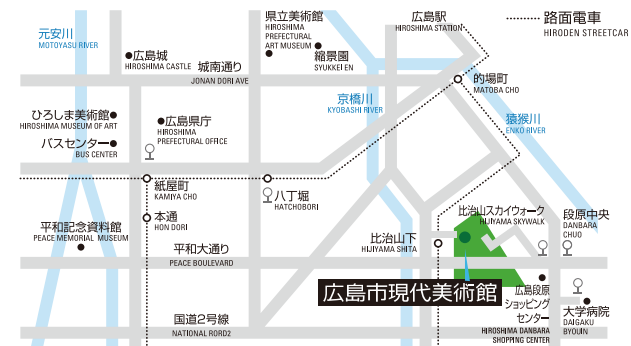 元安川
MOTOYASU RIVER
●広島城
HIROSHIMA CASTLE
城南通り
JONAN DORI AVE
県立美術館
HIROSHIMA
PREFECTURAL
ART MUSEUM
縮景園
SYUKKEI EN
広島駅
HIROSHIMA STATION
路面電車
HIRODEN STREETCAR
的場町
MATOBA CHO
京橋川
KYOBASHI RIVER
猿猴川
ENKO RIVER
ひろしま美術館●
HIROSHIMA MUSEUM OF ART
バスセンター●
BUS CENTER
●広島県庁
HIROSHIMA
PREFECTURAL OFFICE
紙屋町
KAMIYA CHO
八丁堀
HATCHOBORI
本通
HON DORI
平和記念資料館
PEACE MEMORIAL MUSEUM
平和大通り
PEACE BOULEVARD
比治山下
HIJIYAMA SHITA
比治山スカイウォーク
HIJIYAMA SKYWALK
段原中央
DANBARA
CHUO
広島市現代美術館
広島段原
ショッピング
センター
HIROSHIMA DANBARA
SHOPPING CENTER
大学病院
DAIGAKU
BYOUIN
国道2号線
NATIONAL RORD2